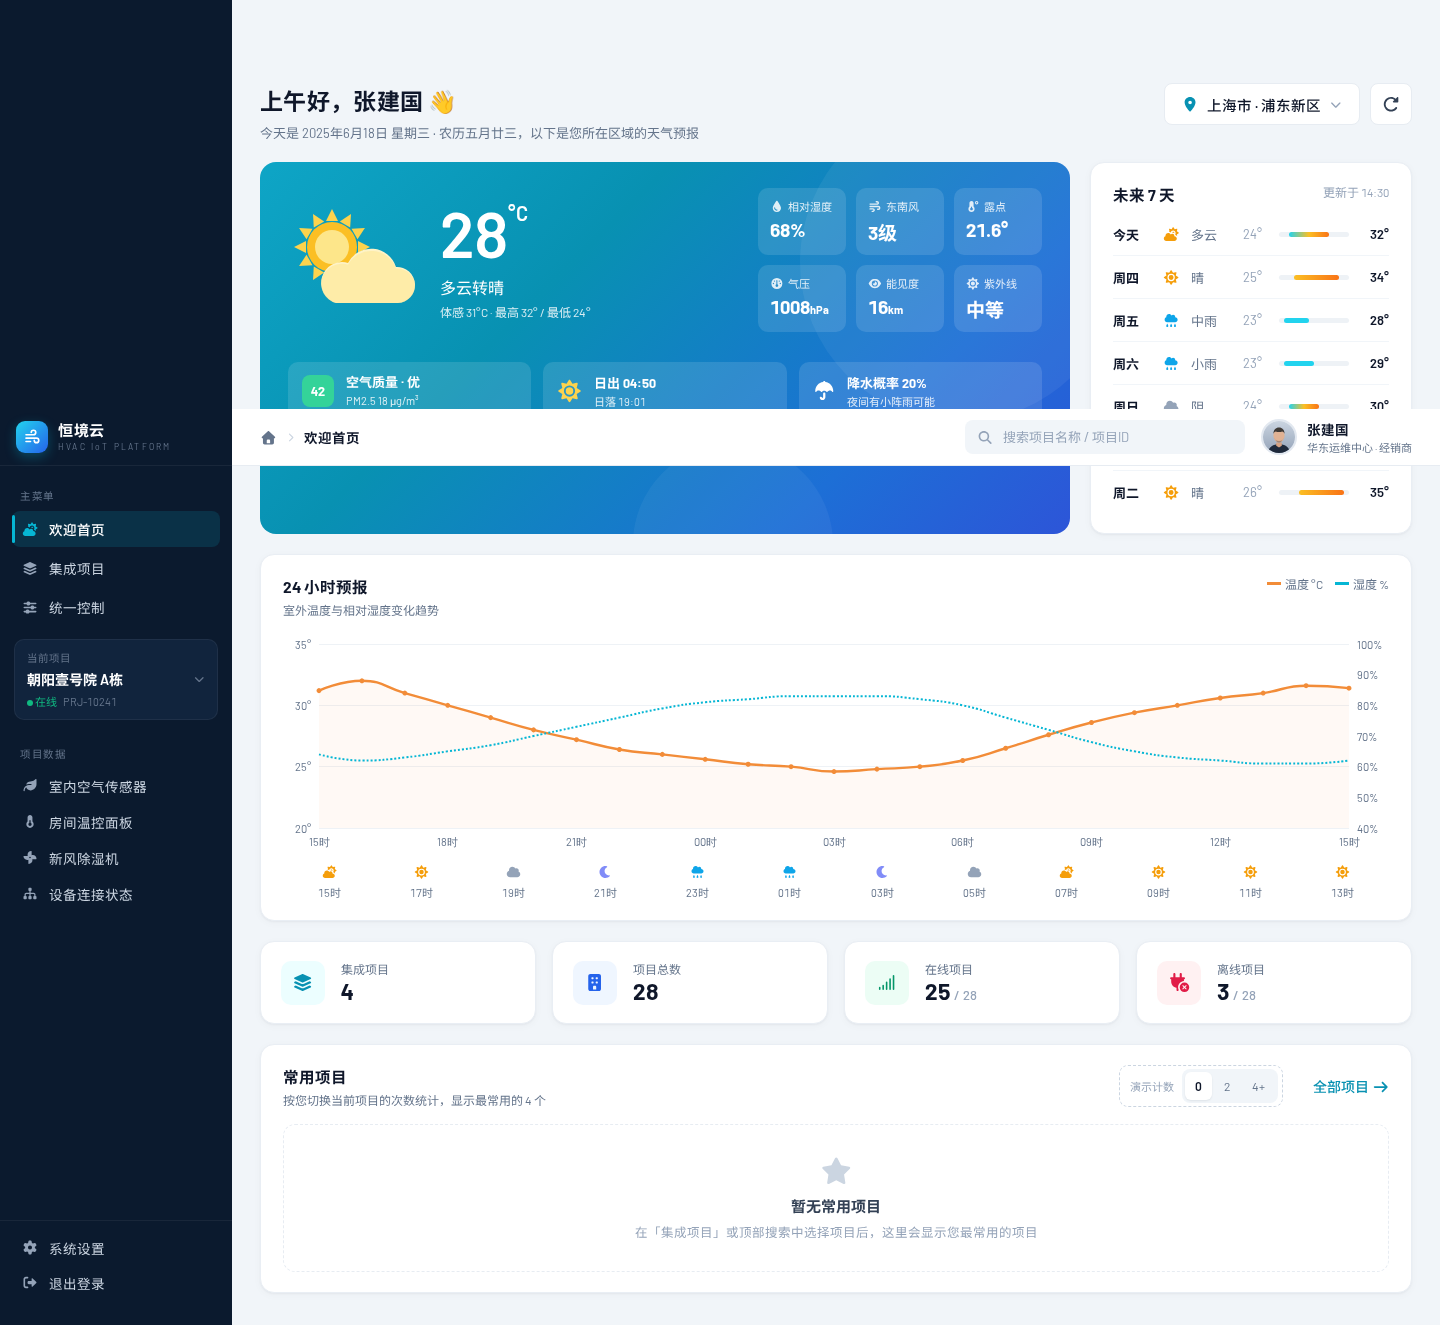 上午好，张建国 👋
今天是 2025年6月18日 星期三 · 农历五月廿三，以下是您所在区域的天气预报
上海市 · 浦东新区
28°C
多云转晴
体感 31°C · 最高 32° / 最低 24°
相对湿度
68%
东南风
3级
露点
21.6°
气压
1008hPa
能见度
16km
紫外线
中等
42
空气质量 · 优
PM2.5 18 μg/m³
日出 04:50
日落 19:01
降水概率 20%
夜间有小阵雨可能
未来 7 天
更新于 14:30
今天 多云 24° 32°
周四 晴 25° 34°
周五 中雨 23° 28°
周六 小雨 23° 29°
周日 阴 24° 30°
周二 晴 26° 35°
恒境云
HVAC IoT PLATFORM
欢迎首页
搜索项目名称 / 项目ID
张建国
华东运维中心 · 经销商
主菜单
欢迎首页
集成项目
统一控制
当前项目
朝阳壹号院 A栋
在线 PRJ-10241
项目数据
室内空气传感器
房间温控面板
新风除湿机
设备连接状态
系统设置
退出登录
24 小时预报
室外温度与相对湿度变化趋势
温度 °C
湿度 %
35°
30°
25°
20°
100%
90%
80%
70%
60%
50%
40%
15时 18时 21时 00时 03时 06时 09时 12时 15时
15时 17时 19时 21时 23时 01时 03时 05时 07时 09时 11时 13时
集成项目
4
项目总数
28
在线项目
25 / 28
离线项目
3 / 28
常用项目
按您切换当前项目的次数统计，显示最常用的 4 个
演示计数 0 2 4+
全部项目
暂无常用项目
在「集成项目」或顶部搜索中选择项目后，这里会显示您最常用的项目